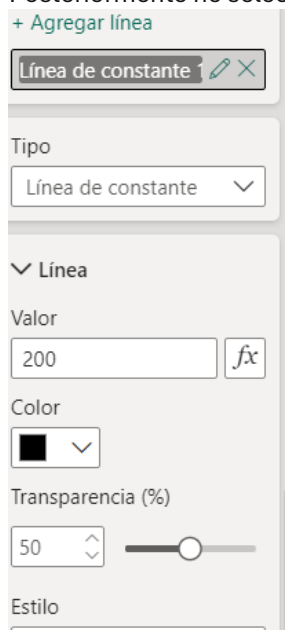 + Agregar línea
Línea de constante 1
Tipo
Línea de constante
Línea
Valor
200 fx
Color
Transparencia (%)
50
Estilo